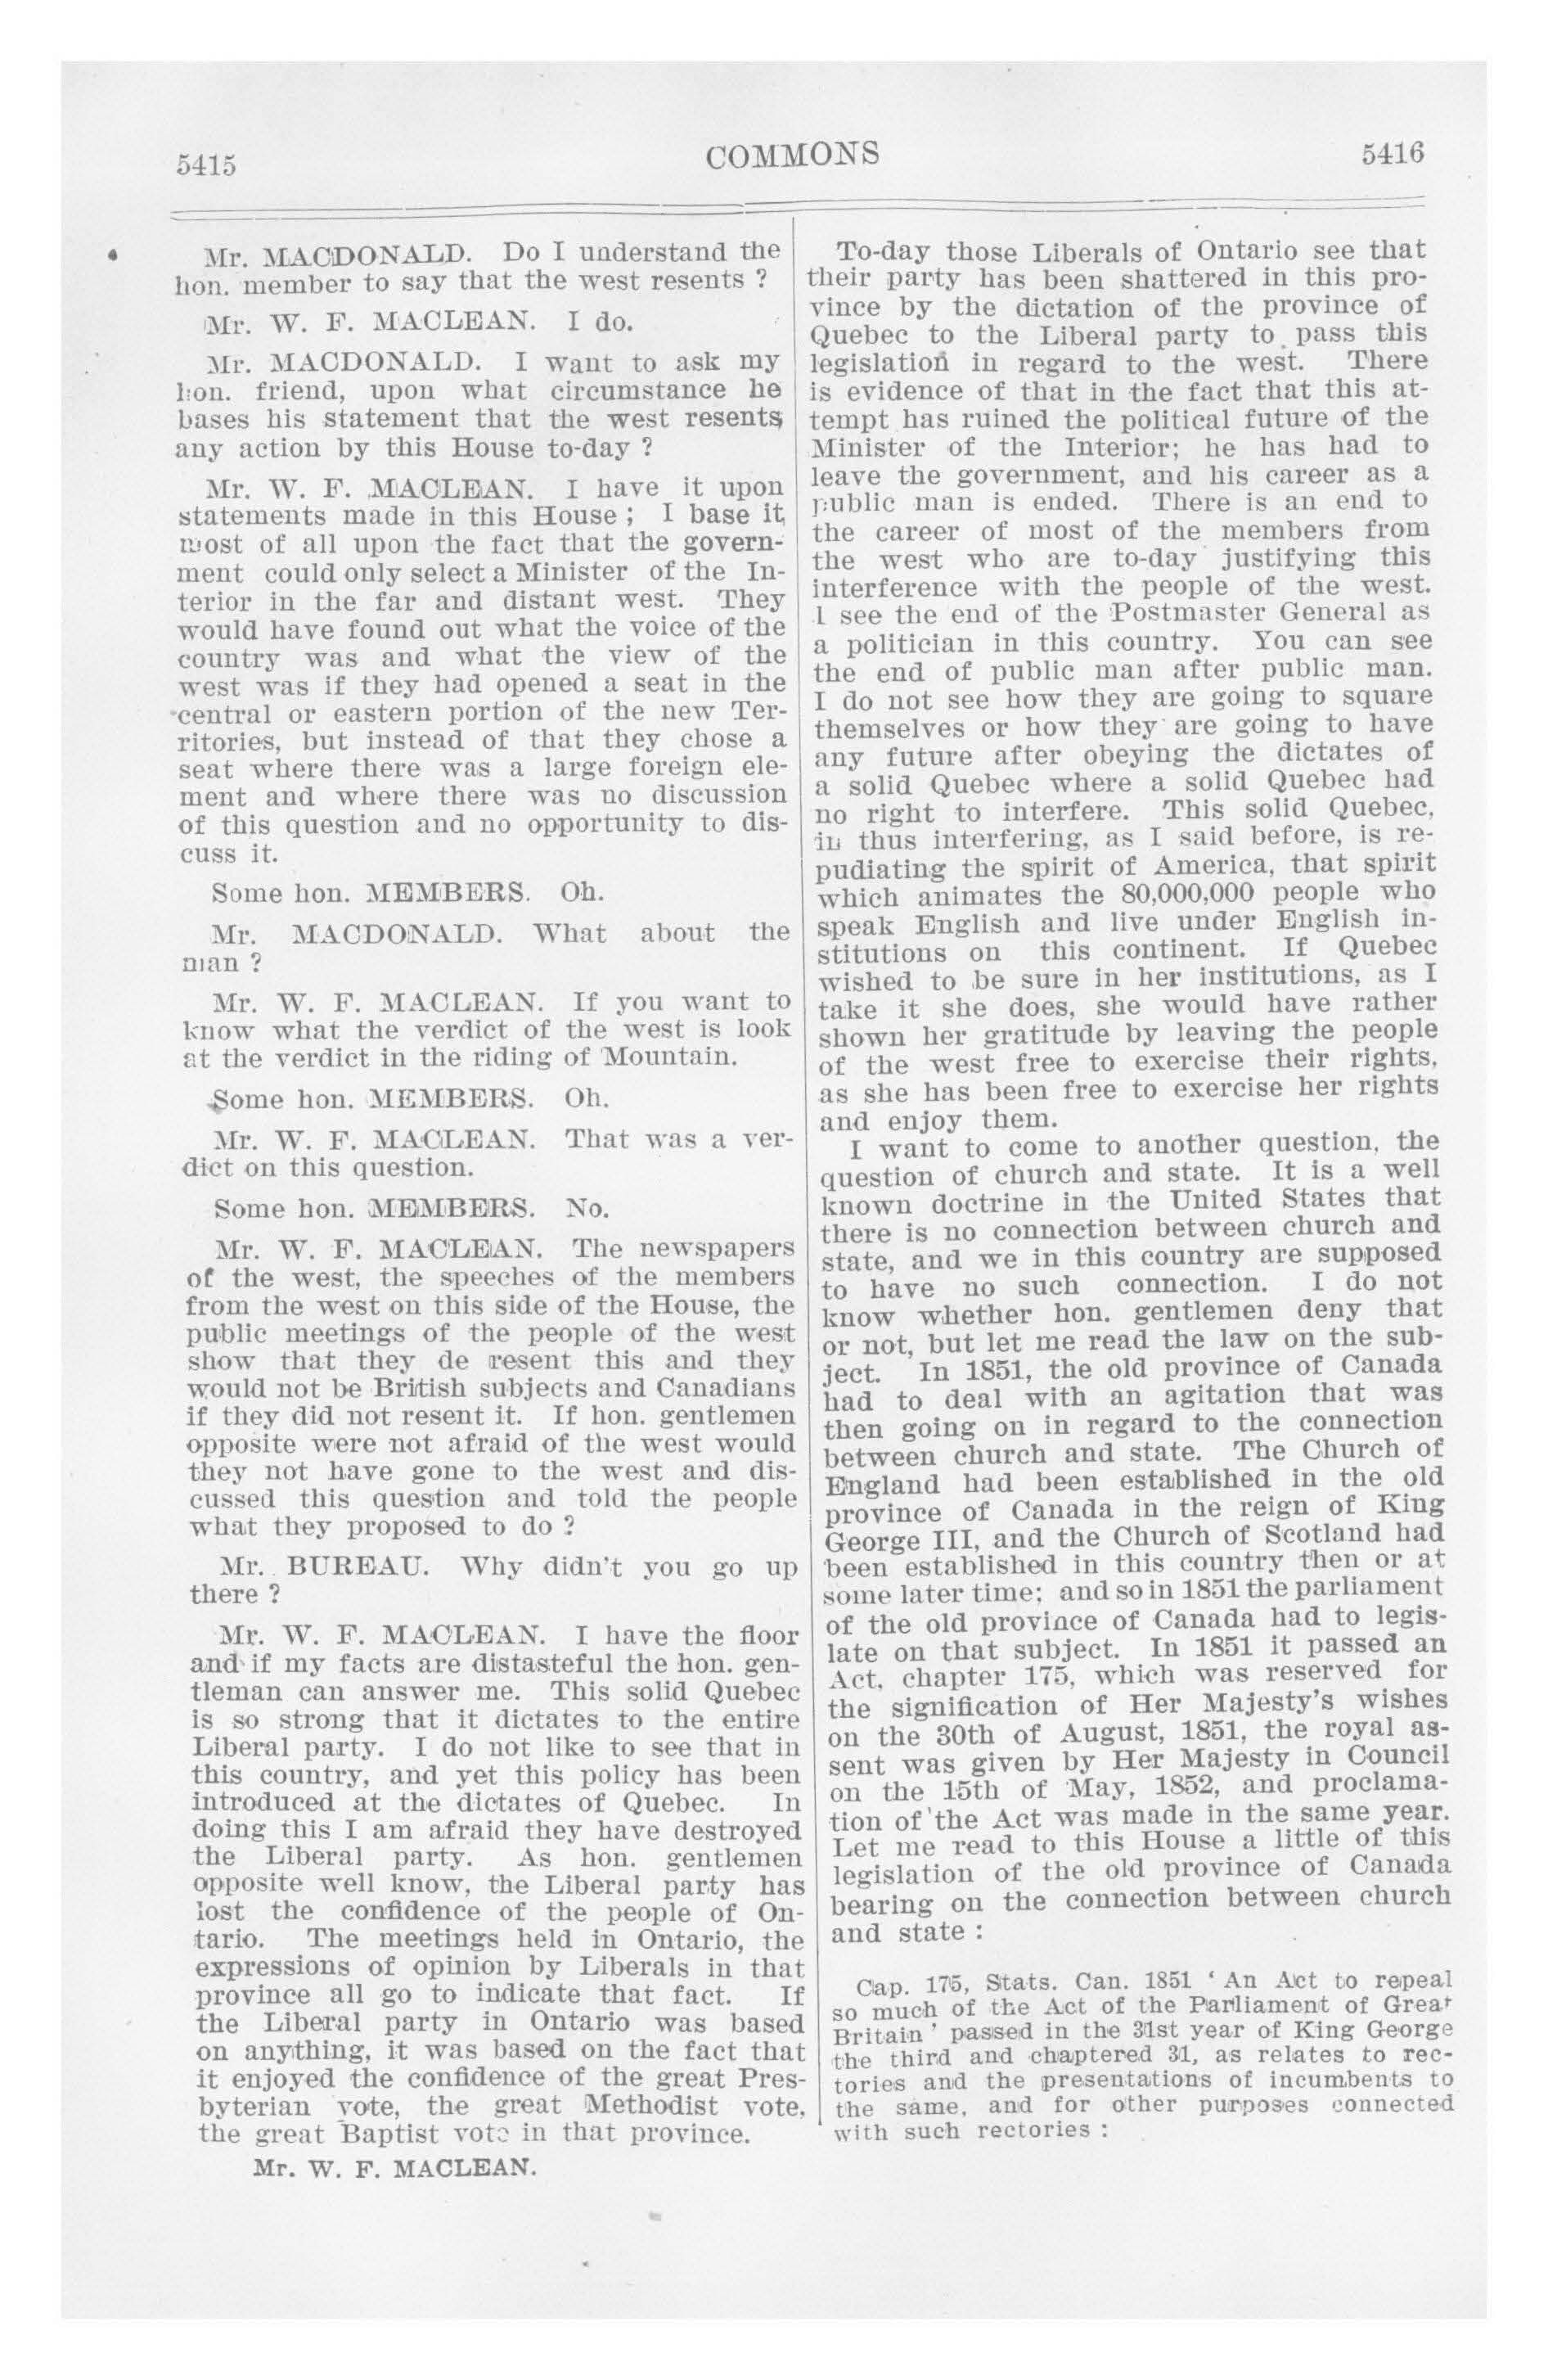 5415
COMMONS
5416
Mr. MACDONALD. Do I understand the
hon. member to say that the west resents ?
Mr. W. F. MACLEAN. I do.
Mr. MACDONALD. I want to ask my
hon. friend, upon what circumstance he
bases his statement that the west resents
any action by this House to-day ?
Mr. W. F. MACLEAN. I have it upon
statements made in this House ; I base it
most of all upon the fact that the govern-
ment could only select a Minister of the In-
terior in the far and distant west. They
would have found out what the voice of the
country was and what the view of the
west was if they had opened a seat in the
central or eastern portion of the new Ter-
ritories, but instead of that they chose a
seat where there was a large foreign ele-
ment and where there was no discussion
of this question and no opportunity to dis-
cuss it.
Some hon. MEMBERS. Oh.
Mr. MACDONALD. What about the
man ?
Mr. W. F. MACLEAN. If you want to
know what the verdict of the west is look
at the verdict in the riding of Mountain.
Some hon. MEMBERS. Oh.
Mr. W. F. MACLEAN. That was a ver-
dict on this question.
Some hon. MEMBERS. No.
Mr. W. F. MACLEAN. The newspapers
of the west, the speeches of the members
from the west on this side of the House, the
public meetings of the people of the west
show that they de resent this and they
would not be British subjects and Canadians
if they did not resent it. If hon. gentlemen
opposite were not afraid of the west would
they not have gone to the west and dis-
cussed this question and told the people
what they proposed to do ?
Mr. BUREAU. Why didn't you go up
there ?
Mr. W. F. MACLEAN. I have the floor
and if my facts are distasteful the hon. gen-
tleman can answer me. This solid Quebec
is so strong that it dictates to the entire
Liberal party. I do not like to see that in
this country, and yet this policy has been
introduced at the dictates of Quebec. In
doing this I am afraid they have destroyed
the Liberal party. As hon. gentlemen
opposite well know, the Liberal party has
lost the confidence of the people of On-
tario. The meetings held in Ontario, the
expressions of opinion by Liberals in that
province all go to indicate that fact. If
the Liberal party in Ontario was based
on anything, it was based on the fact that
it enjoyed the confidence of the great Pres-
byterian vote, the great Methodist vote,
the great Baptist vote in that province.
Mr. W. F. MACLEAN.
To-day those Liberals of Ontario see that
their party has been shattered in this pro-
vince by the dictation of the province of
Quebec to the Liberal party to pass this
legislation in regard to the west. There
is evidence of that in the fact that this at-
tempt has ruined the political future of the
Minister of the Interior; he has had to
leave the government, and his career as a
public man is ended. There is an end to
the career of most of the members from
the west who are to-day justifying this
interference with the people of the west.
I see the end of the Postmaster General as
a politician in this country. You can see
the end of public man after public man.
I do not see how they are going to square
themselves or how they are going to have
any future after obeying the dictates of
a solid Quebec where a solid Quebec had
no right to interfere. This solid Quebec,
in thus interfering, as I said before, is re-
pudiating the spirit of America, that spirit
which animates the 80,000,000 people who
speak English and live under English in-
stitutions on this continent. If Quebec
wished to be sure in her institutions, as I
take it she does, she would have rather
shown her gratitude by leaving the people
of the west free to exercise their rights,
as she has been free to exercise her rights
and enjoy them.
I want to come to another question, the
question of church and state. It is a well
known doctrine in the United States that
there is no connection between church and
state, and we in this country are supposed
to have no such connection. I do not
know whether hon. gentlemen deny that
or not, but let me read the law on the sub-
ject. In 1851, the old province of Canada
had to deal with an agitation that was
then going on in regard to the connection
between church and state. The Church of
England had been established in the old
province of Canada in the reign of King
George III, and the Church of Scotland had
been established in this country then or at
some later time; and so in 1851 the parliament
of the old province of Canada had to legis-
late on that subject. In 1851 it passed an
Act, chapter 175, which was reserved for
the signification of Her Majesty's wishes
on the 30th of August, 1851, the royal as-
sent was given by Her Majesty in Council
on the 15th of May, 1852, and proclama-
tion of the Act was made in the same year.
Let me read to this House a little of this
legislation of the old province of Canada
bearing on the connection between church
and state :
Cap. 175, Stats. Can. 1851 ' An Act to repeal
so much of the Act of the Parliament of Great
Britain ' passed in the 31st year of King George
the third and chaptered 31, as relates to rec-
tories and the presentations of incumbents to
the same, and for other purposes connected
with such rectories :